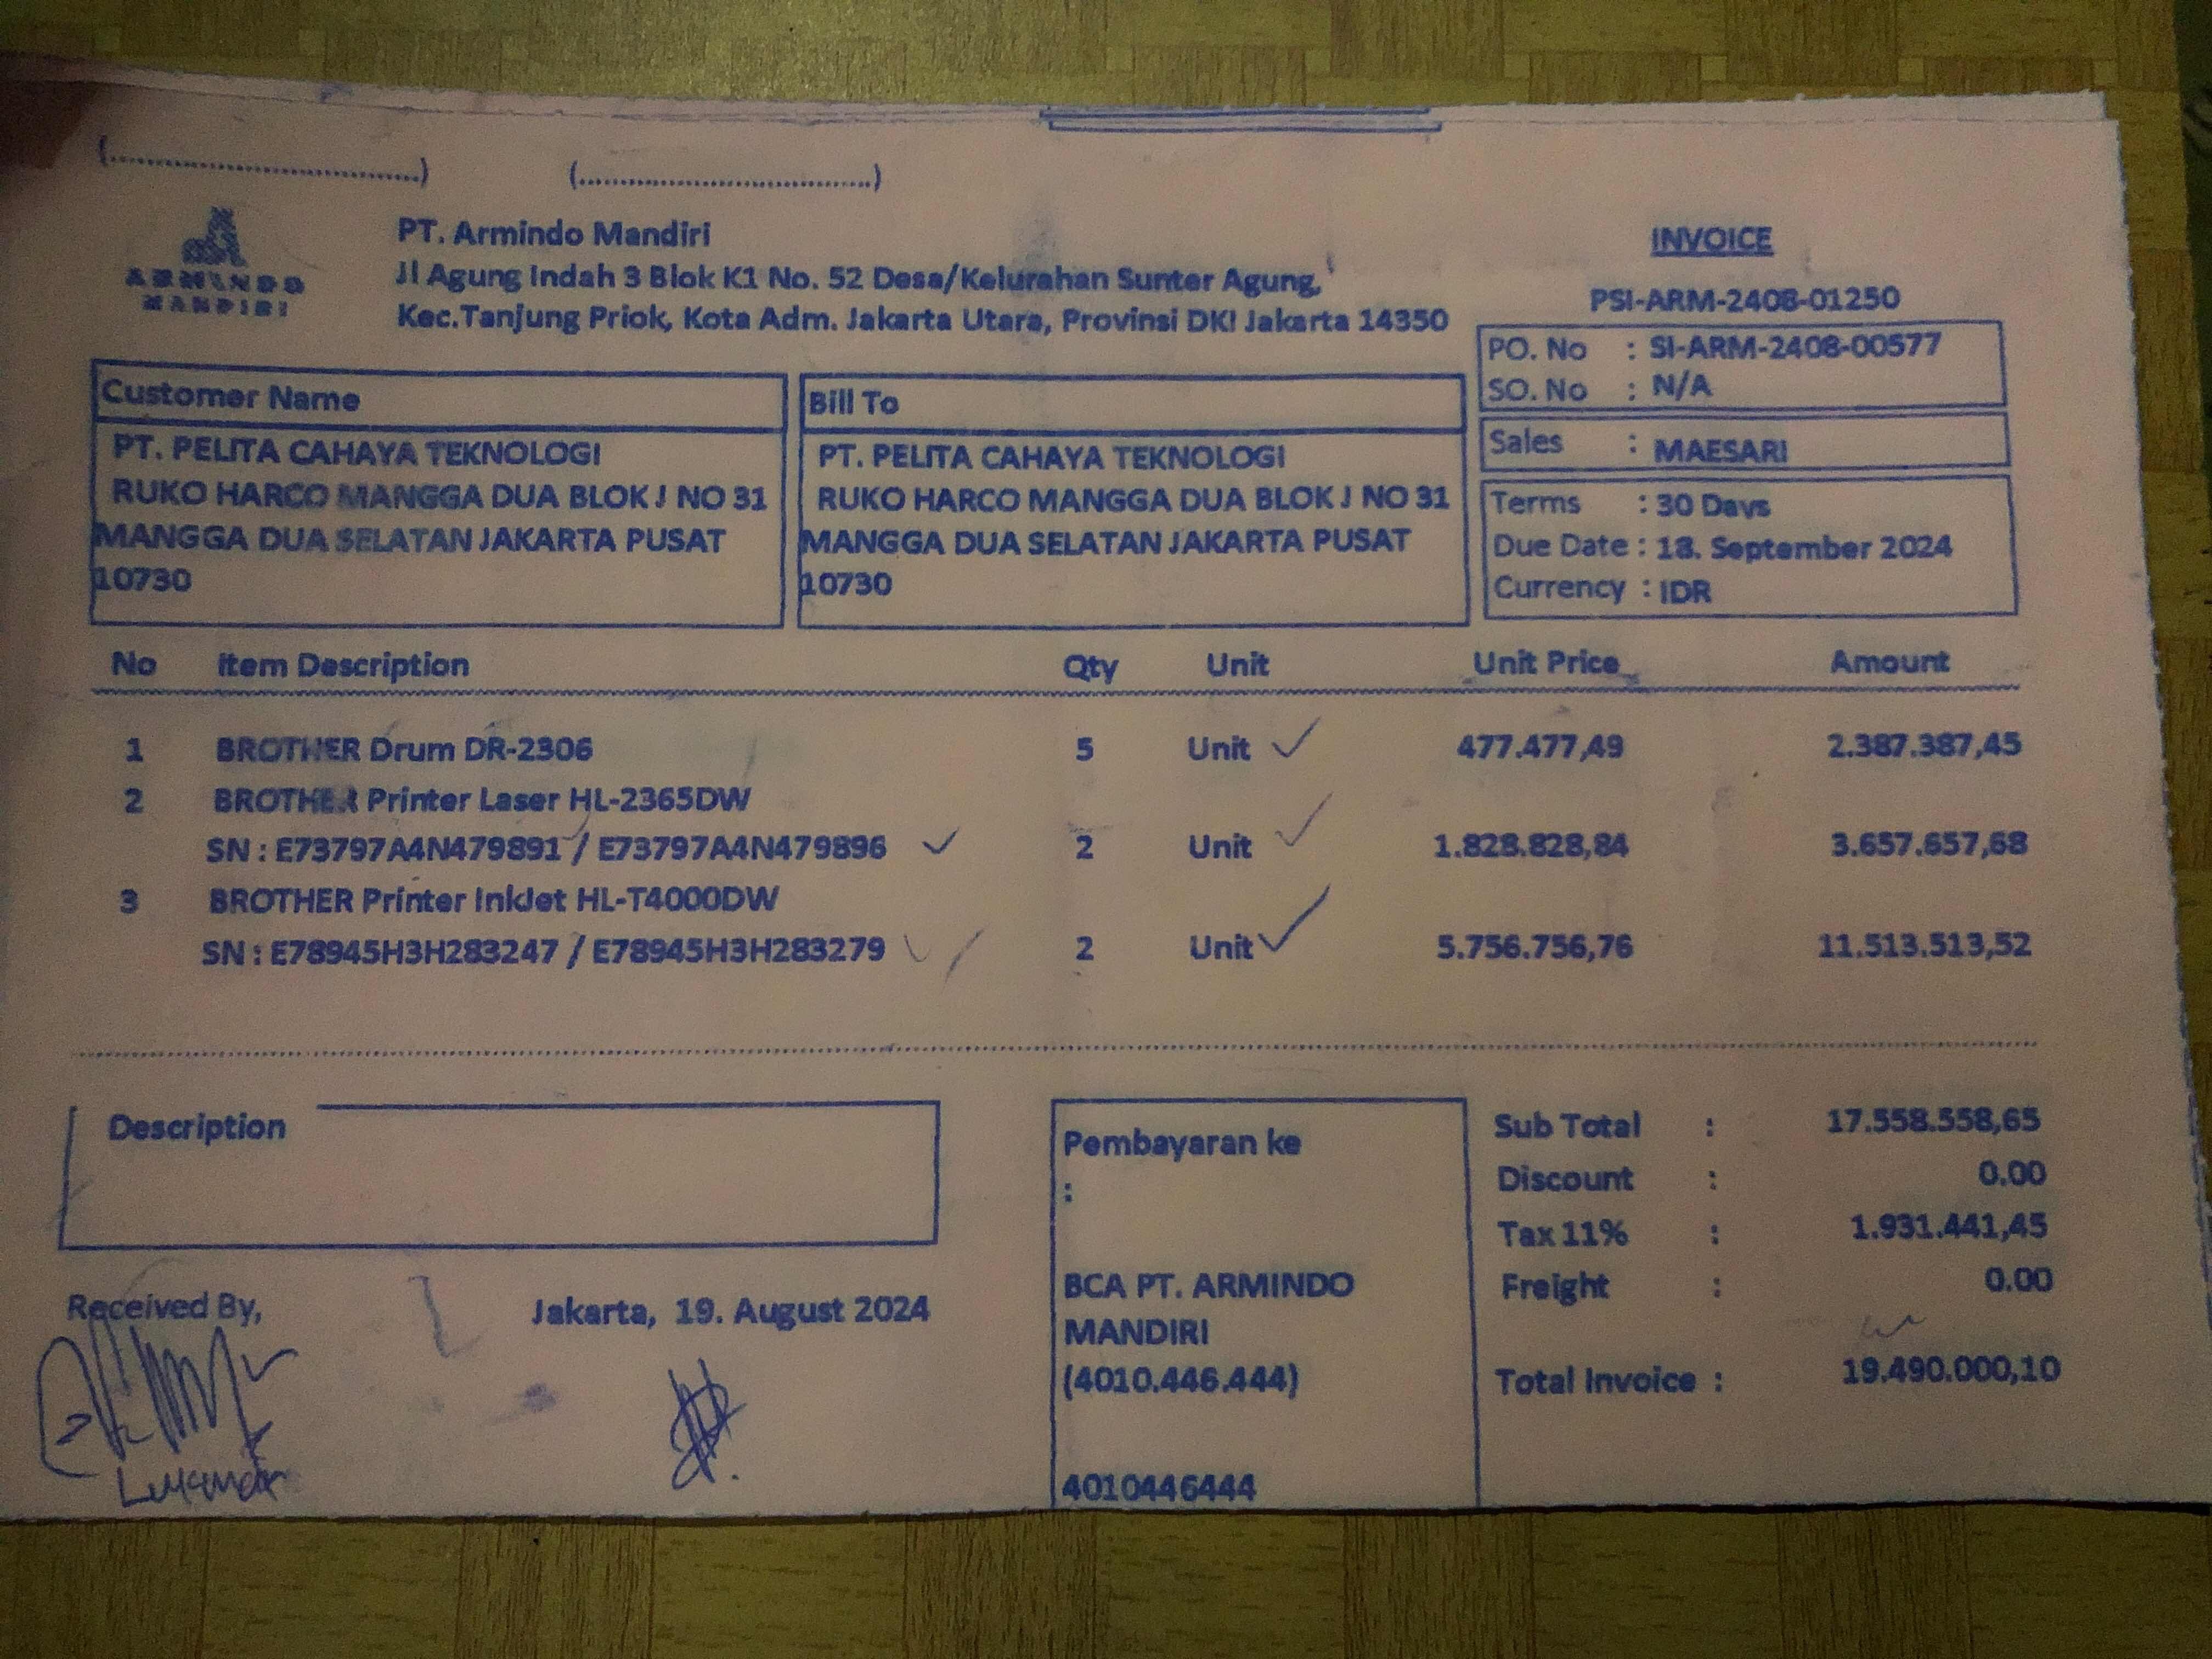 (..............................) (..............................)
ARMINDO
MANDIRI
PT. Armindo Mandiri
Jl Agung Indah 3 Blok K1 No. 52 Desa/Kelurahan Sunter Agung,
Kec.Tanjung Priok, Kota Adm. Jakarta Utara, Provinsi DKI Jakarta 14350
INVOICE
PSI-ARM-2408-01250
PO. No : SI-ARM-2408-00577
SO. No : N/A
Sales : MAESARI
Terms : 30 Days
Due Date : 18. September 2024
Currency : IDR
Customer Name
PT. PELITA CAHAYA TEKNOLOGI
RUKO HARCO MANGGA DUA BLOK J NO 31
MANGGA DUA SELATAN JAKARTA PUSAT
10730
Bill To
PT. PELITA CAHAYA TEKNOLOGI
RUKO HARCO MANGGA DUA BLOK J NO 31
MANGGA DUA SELATAN JAKARTA PUSAT
10730
No Item Description Qty Unit Unit Price Amount
1 BROTHER Drum DR-2306 5 Unit 477.477,49 2.387.387,45
2 BROTHER Printer Laser HL-2365DW
SN : E73797A4N479891 / E73797A4N479896 2 Unit 1.828.828,84 3.657.657,68
3 BROTHER Printer InkJet HL-T4000DW
SN : E78945H3H283247 / E78945H3H283279 2 Unit 5.756.756,76 11.513.513,52
Description
Received By,
Jakarta, 19. August 2024
Pembayaran ke
:
BCA PT. ARMINDO
MANDIRI
(4010.446.444)
4010446444
Sub Total : 17.558.558,65
Discount : 0.00
Tax 11% : 1.931.441,45
Freight : 0.00
Total Invoice : 19.490.000,10